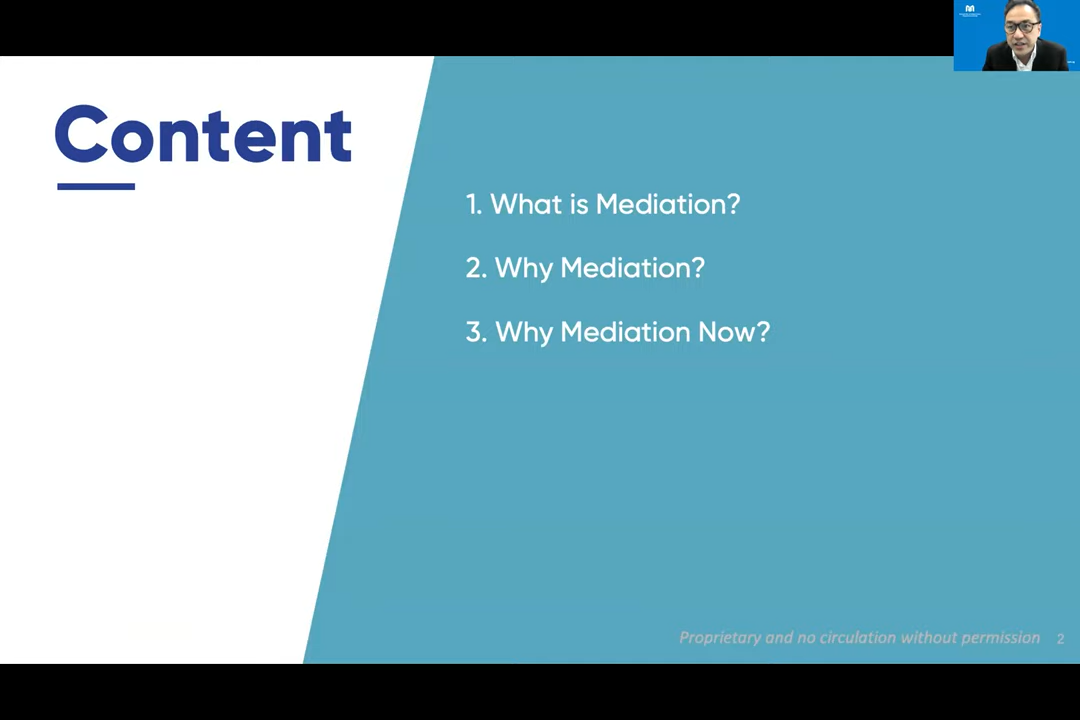 Content
1. What is Mediation?
2. Why Mediation?
3. Why Mediation Now?
Proprietary and no circulation without permission 2